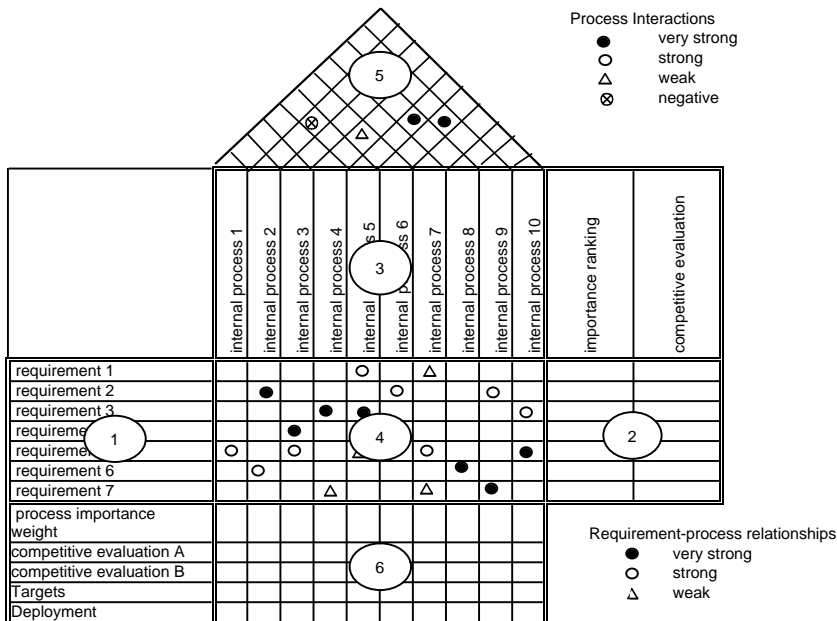 Process Interactions
very strong
strong
weak
negative
5
internal process 1
internal process 2
internal process 3
internal process 4
internal s 5
internal p 6
internal process 7
internal process 8
internal process 9
internal process 10
importance ranking
competitive evaluation
3
requirement 1
requirement 2
requirement 3
require
require
requirement 6
requirement 7
1
4
2
process importance
weight
competitive evaluation A
competitive evaluation B
Targets
Deployment
6
Requirement-process relationships
very strong
strong
weak